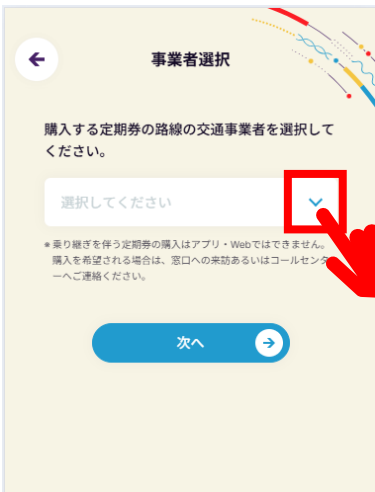 事業者選択
購入する定期券の路線の交通事業者を選択して
ください。
選択してください
※乗り継ぎを伴う定期券の購入はアプリ・Webではできません。
購入を希望される場合は、窓口への来訪あるいはコールセンタ
ーへご連絡ください。
次へ